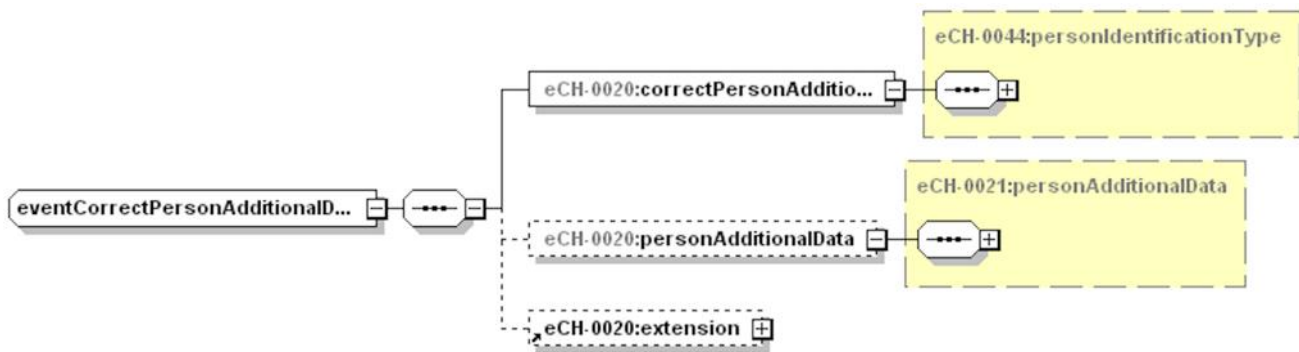 eCH-0044:personIdentificationType
eCH-0020:correctPersonAdditio...
eCH-0021:personAdditionalData
eventCorrectPersonAdditionalD...
eCH-0020:personAdditionalData
eCH-0020:extension